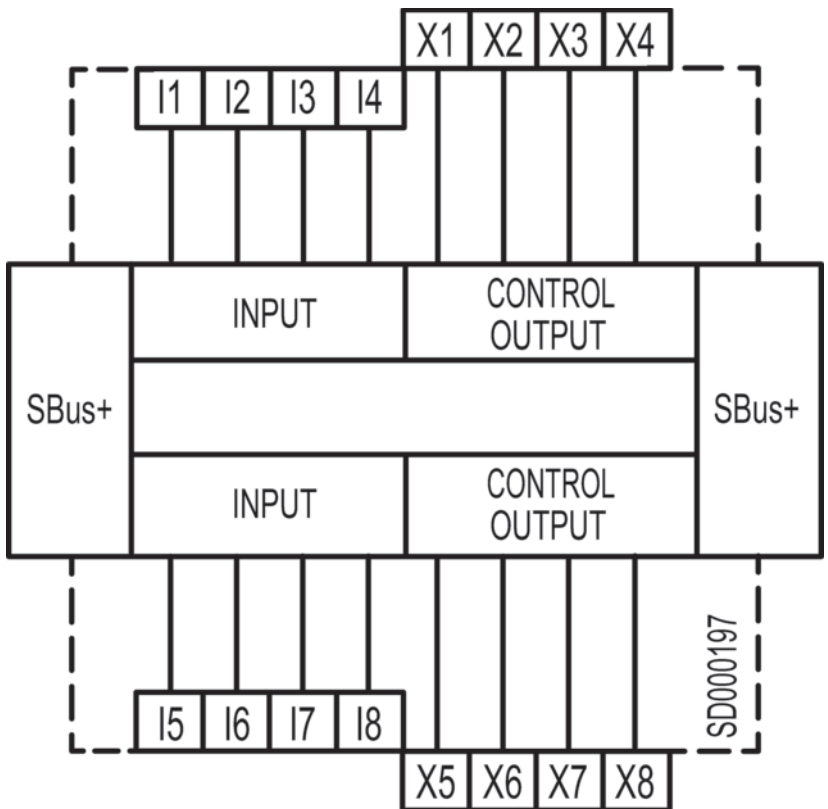 X1 X2 X3 X4
I1 I2 I3 I4
INPUT
CONTROL
OUTPUT
SBus+
SBus+
INPUT
CONTROL
OUTPUT
SD000197
I5 I6 I7 I8
X5 X6 X7 X8